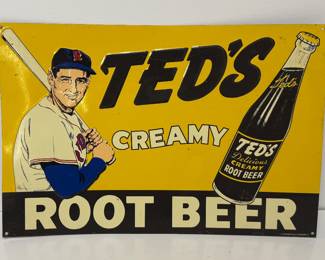 TED'S
CREAMY
ROOT BEER
Ted's
TED'S
Delicious
CREAMY
ROOT BEER
B